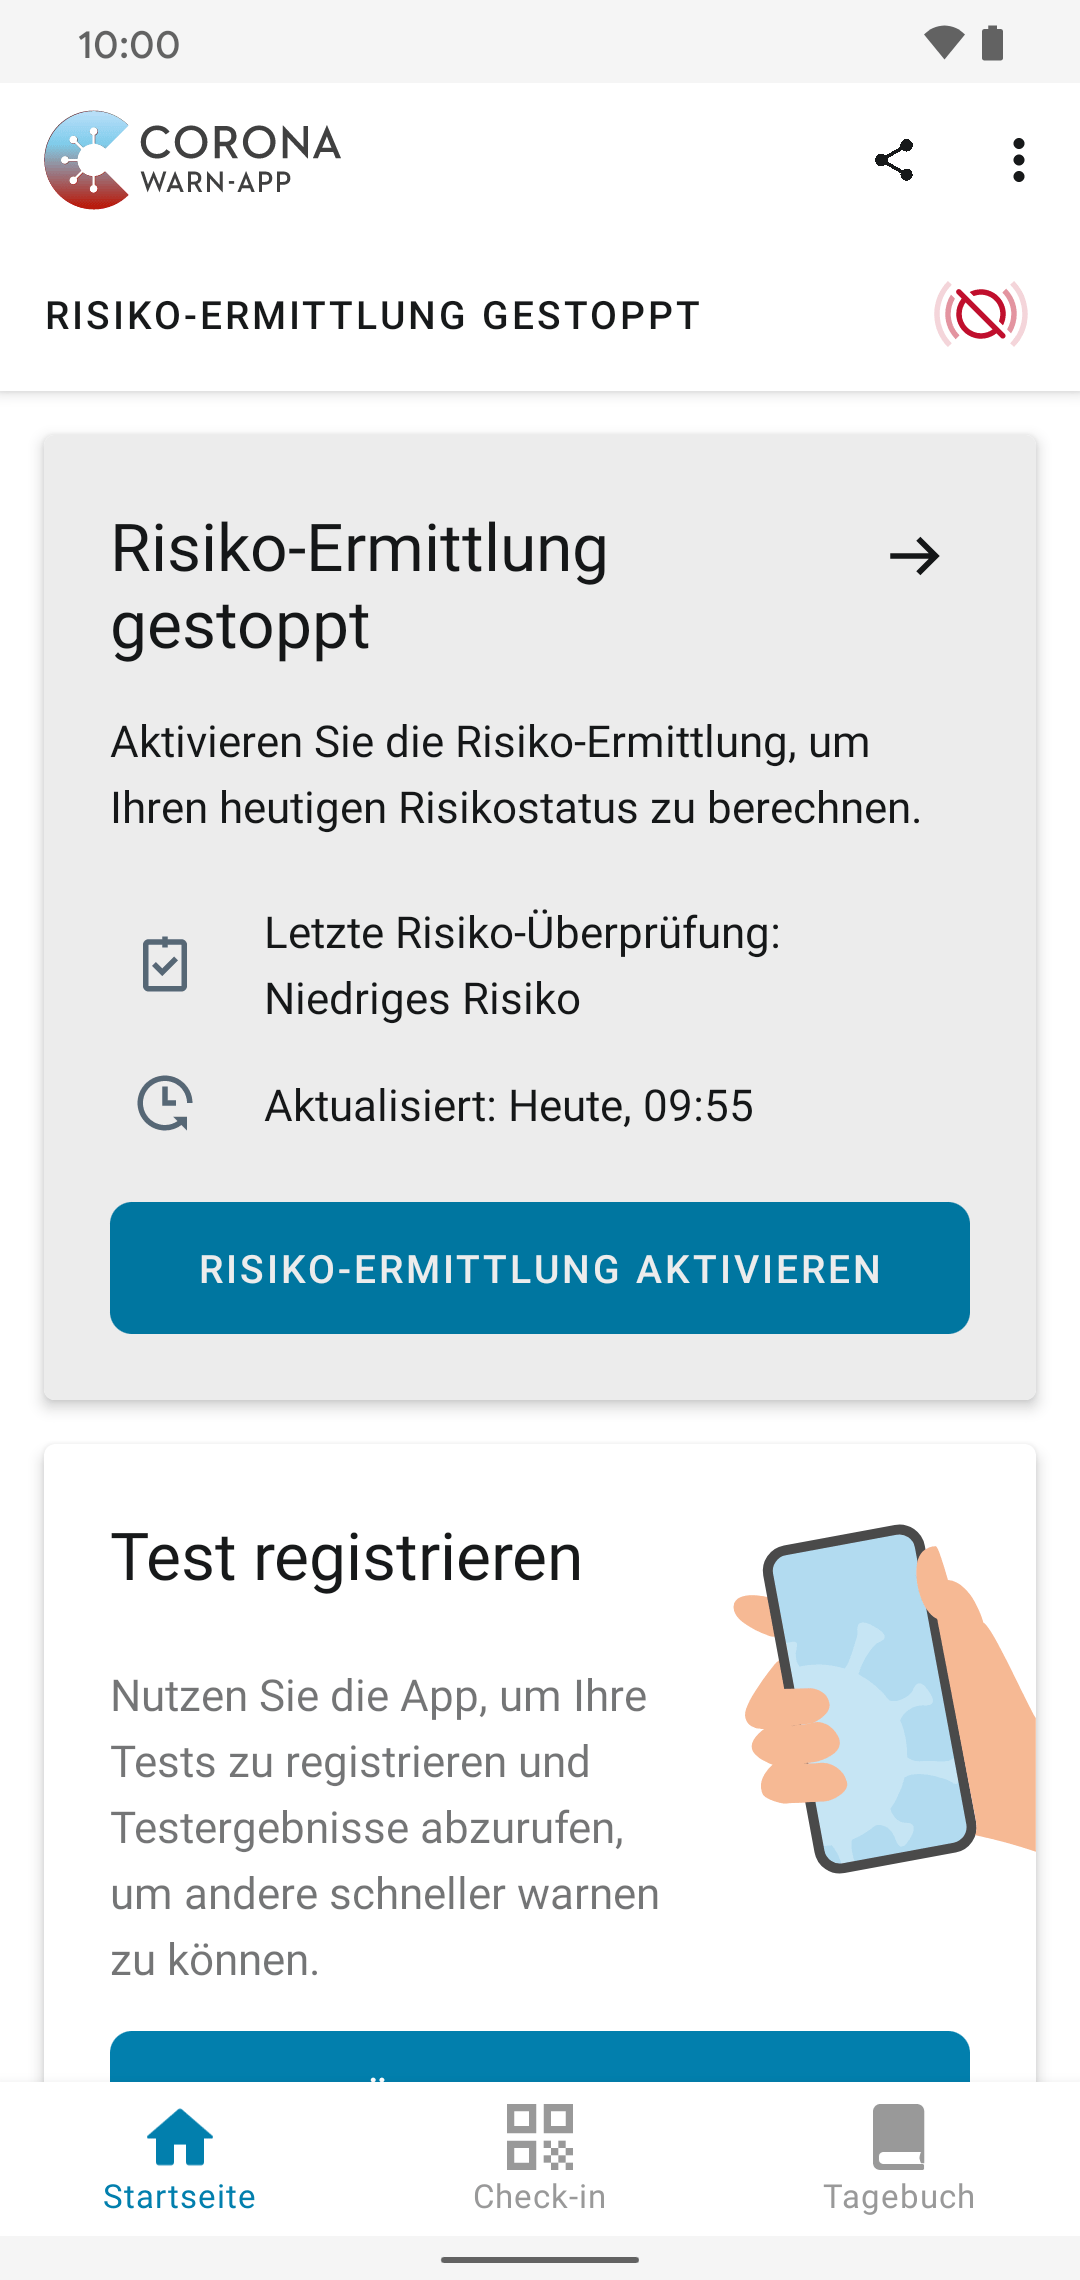 10:00
CORONA
WARN-APP
RISIKO-ERMITTLUNG GESTOPPT
Risiko-Ermittlung
gestoppt
Aktivieren Sie die Risiko-Ermittlung, um
Ihren heutigen Risikostatus zu berechnen.
Letzte Risiko-Überprüfung:
Niedriges Risiko
Aktualisiert: Heute, 09:55
RISIKO-ERMITTLUNG AKTIVIEREN
Test registrieren
Nutzen Sie die App, um Ihre
Tests zu registrieren und
Testergebnisse abzurufen,
um andere schneller warnen
zu können.
Startseite
Check-in
Tagebuch